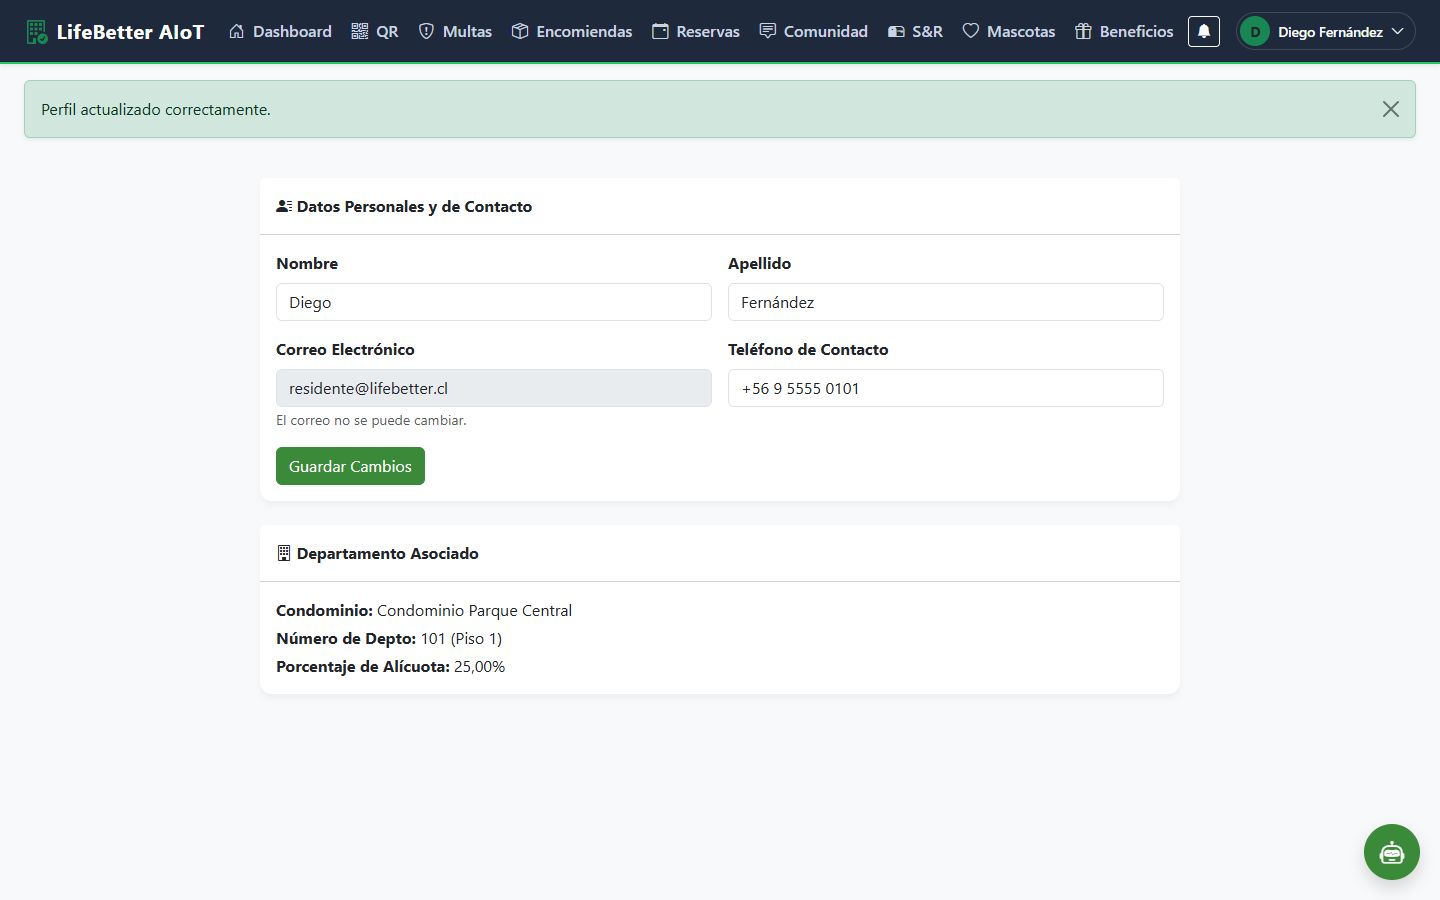 LifeBetter AIoT Dashboard QR Multas Encomiendas Reservas Comunidad S&R Mascotas Beneficios D Diego Fernández
Perfil actualizado correctamente.
Datos Personales y de Contacto
Nombre Apellido
Diego Fernández
Correo Electrónico Teléfono de Contacto
residente@lifebetter.cl +56 9 5555 0101
El correo no se puede cambiar.
Guardar Cambios
Departamento Asociado
Condominio: Condominio Parque Central
Número de Depto: 101 (Piso 1)
Porcentaje de Alícuota: 25,00%